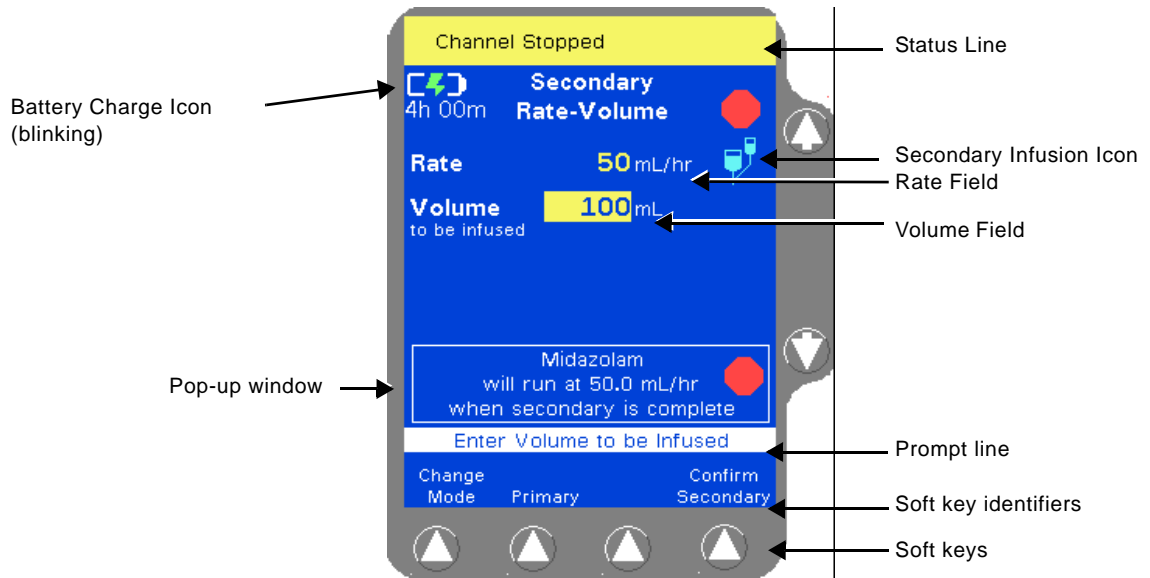 Channel Stopped
Status Line
Battery Charge Icon
(blinking)
4h 00m
Secondary
Rate-Volume
Rate 50 mL/hr
Secondary Infusion Icon
Rate Field
Volume 100 mL
to be infused
Volume Field
Pop-up window
Midazolam
will run at 50.0 mL/hr
when secondary is complete
Enter Volume to be Infused
Prompt line
Change
Mode
Primary
Confirm
Secondary
Soft key identifiers
Soft keys